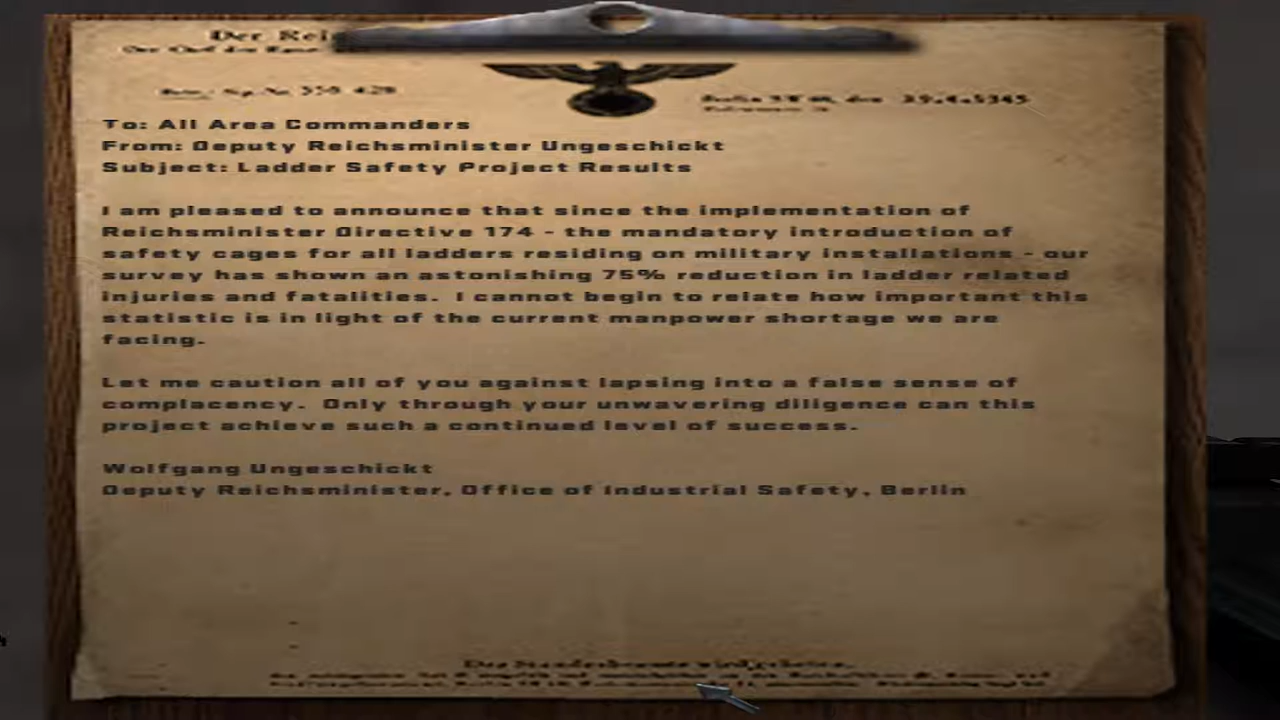 Der Rei
To: All Area Commanders
From: Deputy Reichsminister Ungeschickt
Subject: Ladder Safety Project Results
I am pleased to announce that since the implementation of
Reichsminister Directive 174 - the mandatory introduction of
safety cages for all ladders residing on military installations - our
survey has shown an astonishing 75% reduction in ladder related
injuries and fatalities. I cannot begin to relate how important this
statistic is in light of the current manpower shortage we are
facing.
Let me caution all of you against lapsing into a false sense of
complacency. Only through your unwavering diligence can this
project achieve such a continued level of success.
Wolfgang Ungeschickt
Deputy Reichsminister, Office of Industrial Safety, Berlin